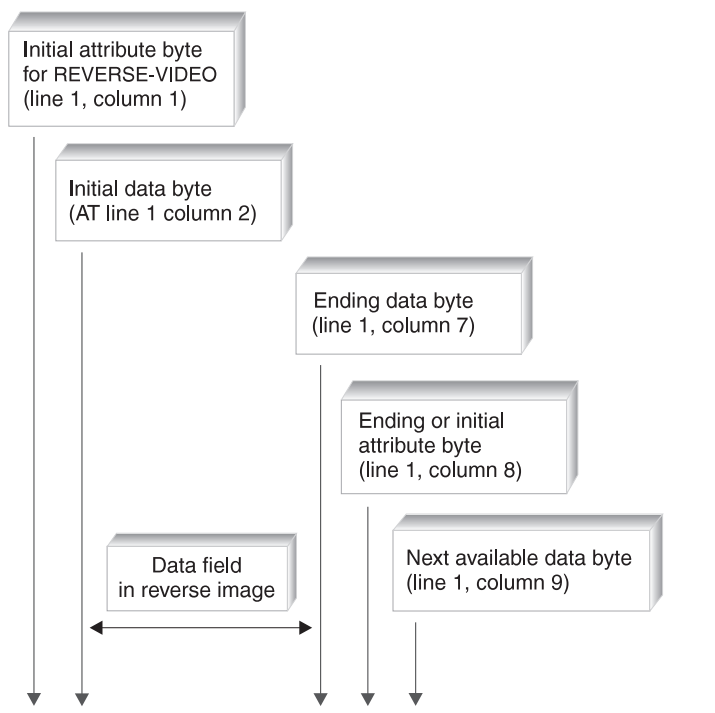 Initial attribute byte
for REVERSE-VIDEO
(line 1, column 1)
Initial data byte
(AT line 1 column 2)
Ending data byte
(line 1, column 7)
Ending or initial
attribute byte
(line 1, column 8)
Data field
in reverse image
Next available data byte
(line 1, column 9)